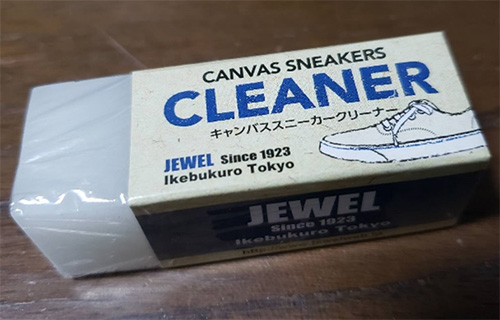 CANVAS SNEAKERS
CLEANER
キャンバススニーカークリーナー
JEWEL Since 1923
Ikebukuro Tokyo
JEWEL
Since 1923
Ikebukuro Tokyo